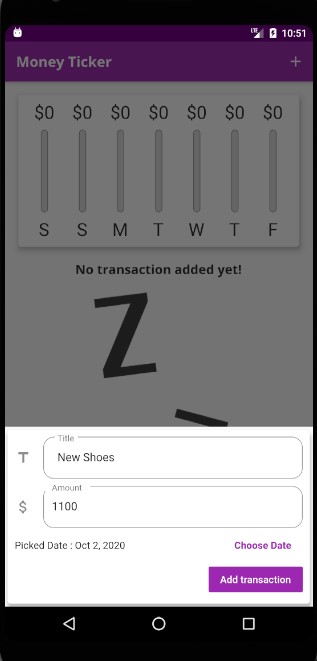 LTE 10:51
Money Ticker +
$0 $0 $0 $0 $0 $0 $0
S S M T W T F
No transaction added yet!
Z
Title
T New Shoes
Amount
$ 1100
Picked Date : Oct 2, 2020 Choose Date
Add transaction